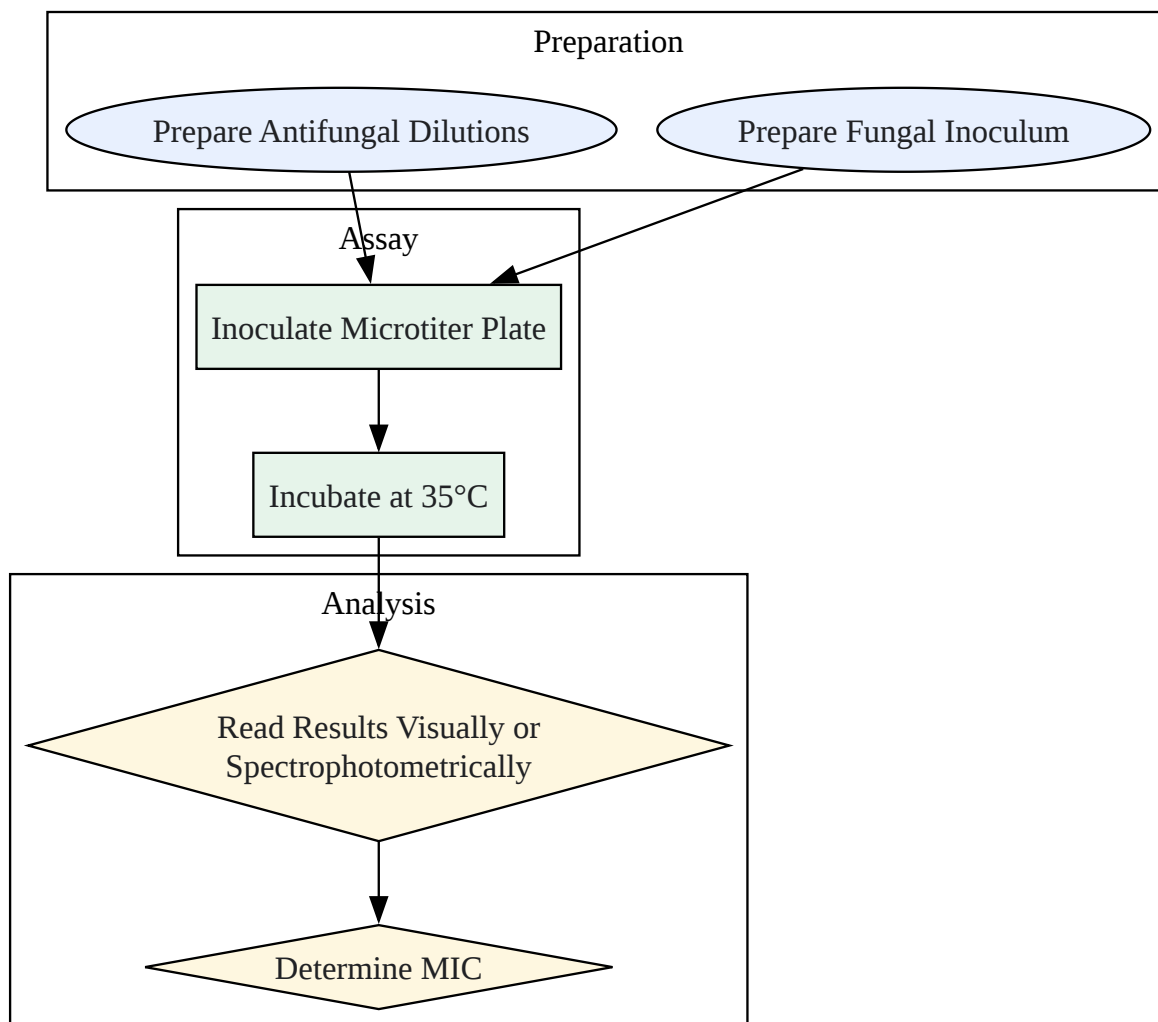 Preparation
Prepare Antifungal Dilutions
Prepare Fungal Inoculum
Assay
Inoculate Microtiter Plate
Incubate at 35°C
Analysis
Read Results Visually or
Spectrophotometrically
Determine MIC